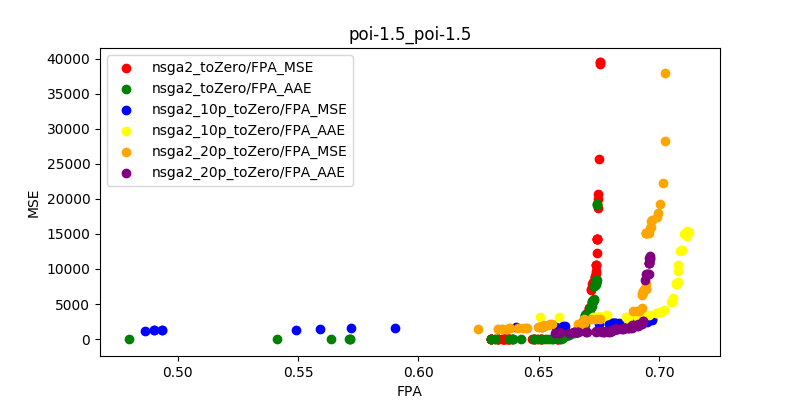 poi-1.5_poi-1.5
40000
35000
30000
25000
20000
15000
10000
5000
0
MSE
nsga2_toZero/FPA_MSE
nsga2_toZero/FPA_AAE
nsga2_10p_toZero/FPA_MSE
nsga2_10p_toZero/FPA_AAE
nsga2_20p_toZero/FPA_MSE
nsga2_20p_toZero/FPA_AAE
0.50 0.55 0.60 0.65 0.70
FPA